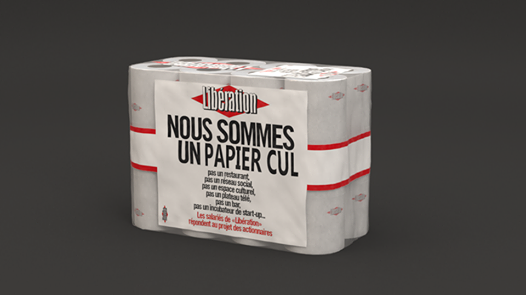 Libération
NOUS SOMMES
UN PAPIER CUL
pas un restaurant,
pas un réseau social,
pas un espace culturel,
pas un plateau télé,
pas un bar,
pas un incubateur de start-up...
Les salariés de «Libération»
répondent au projet des actionnaires